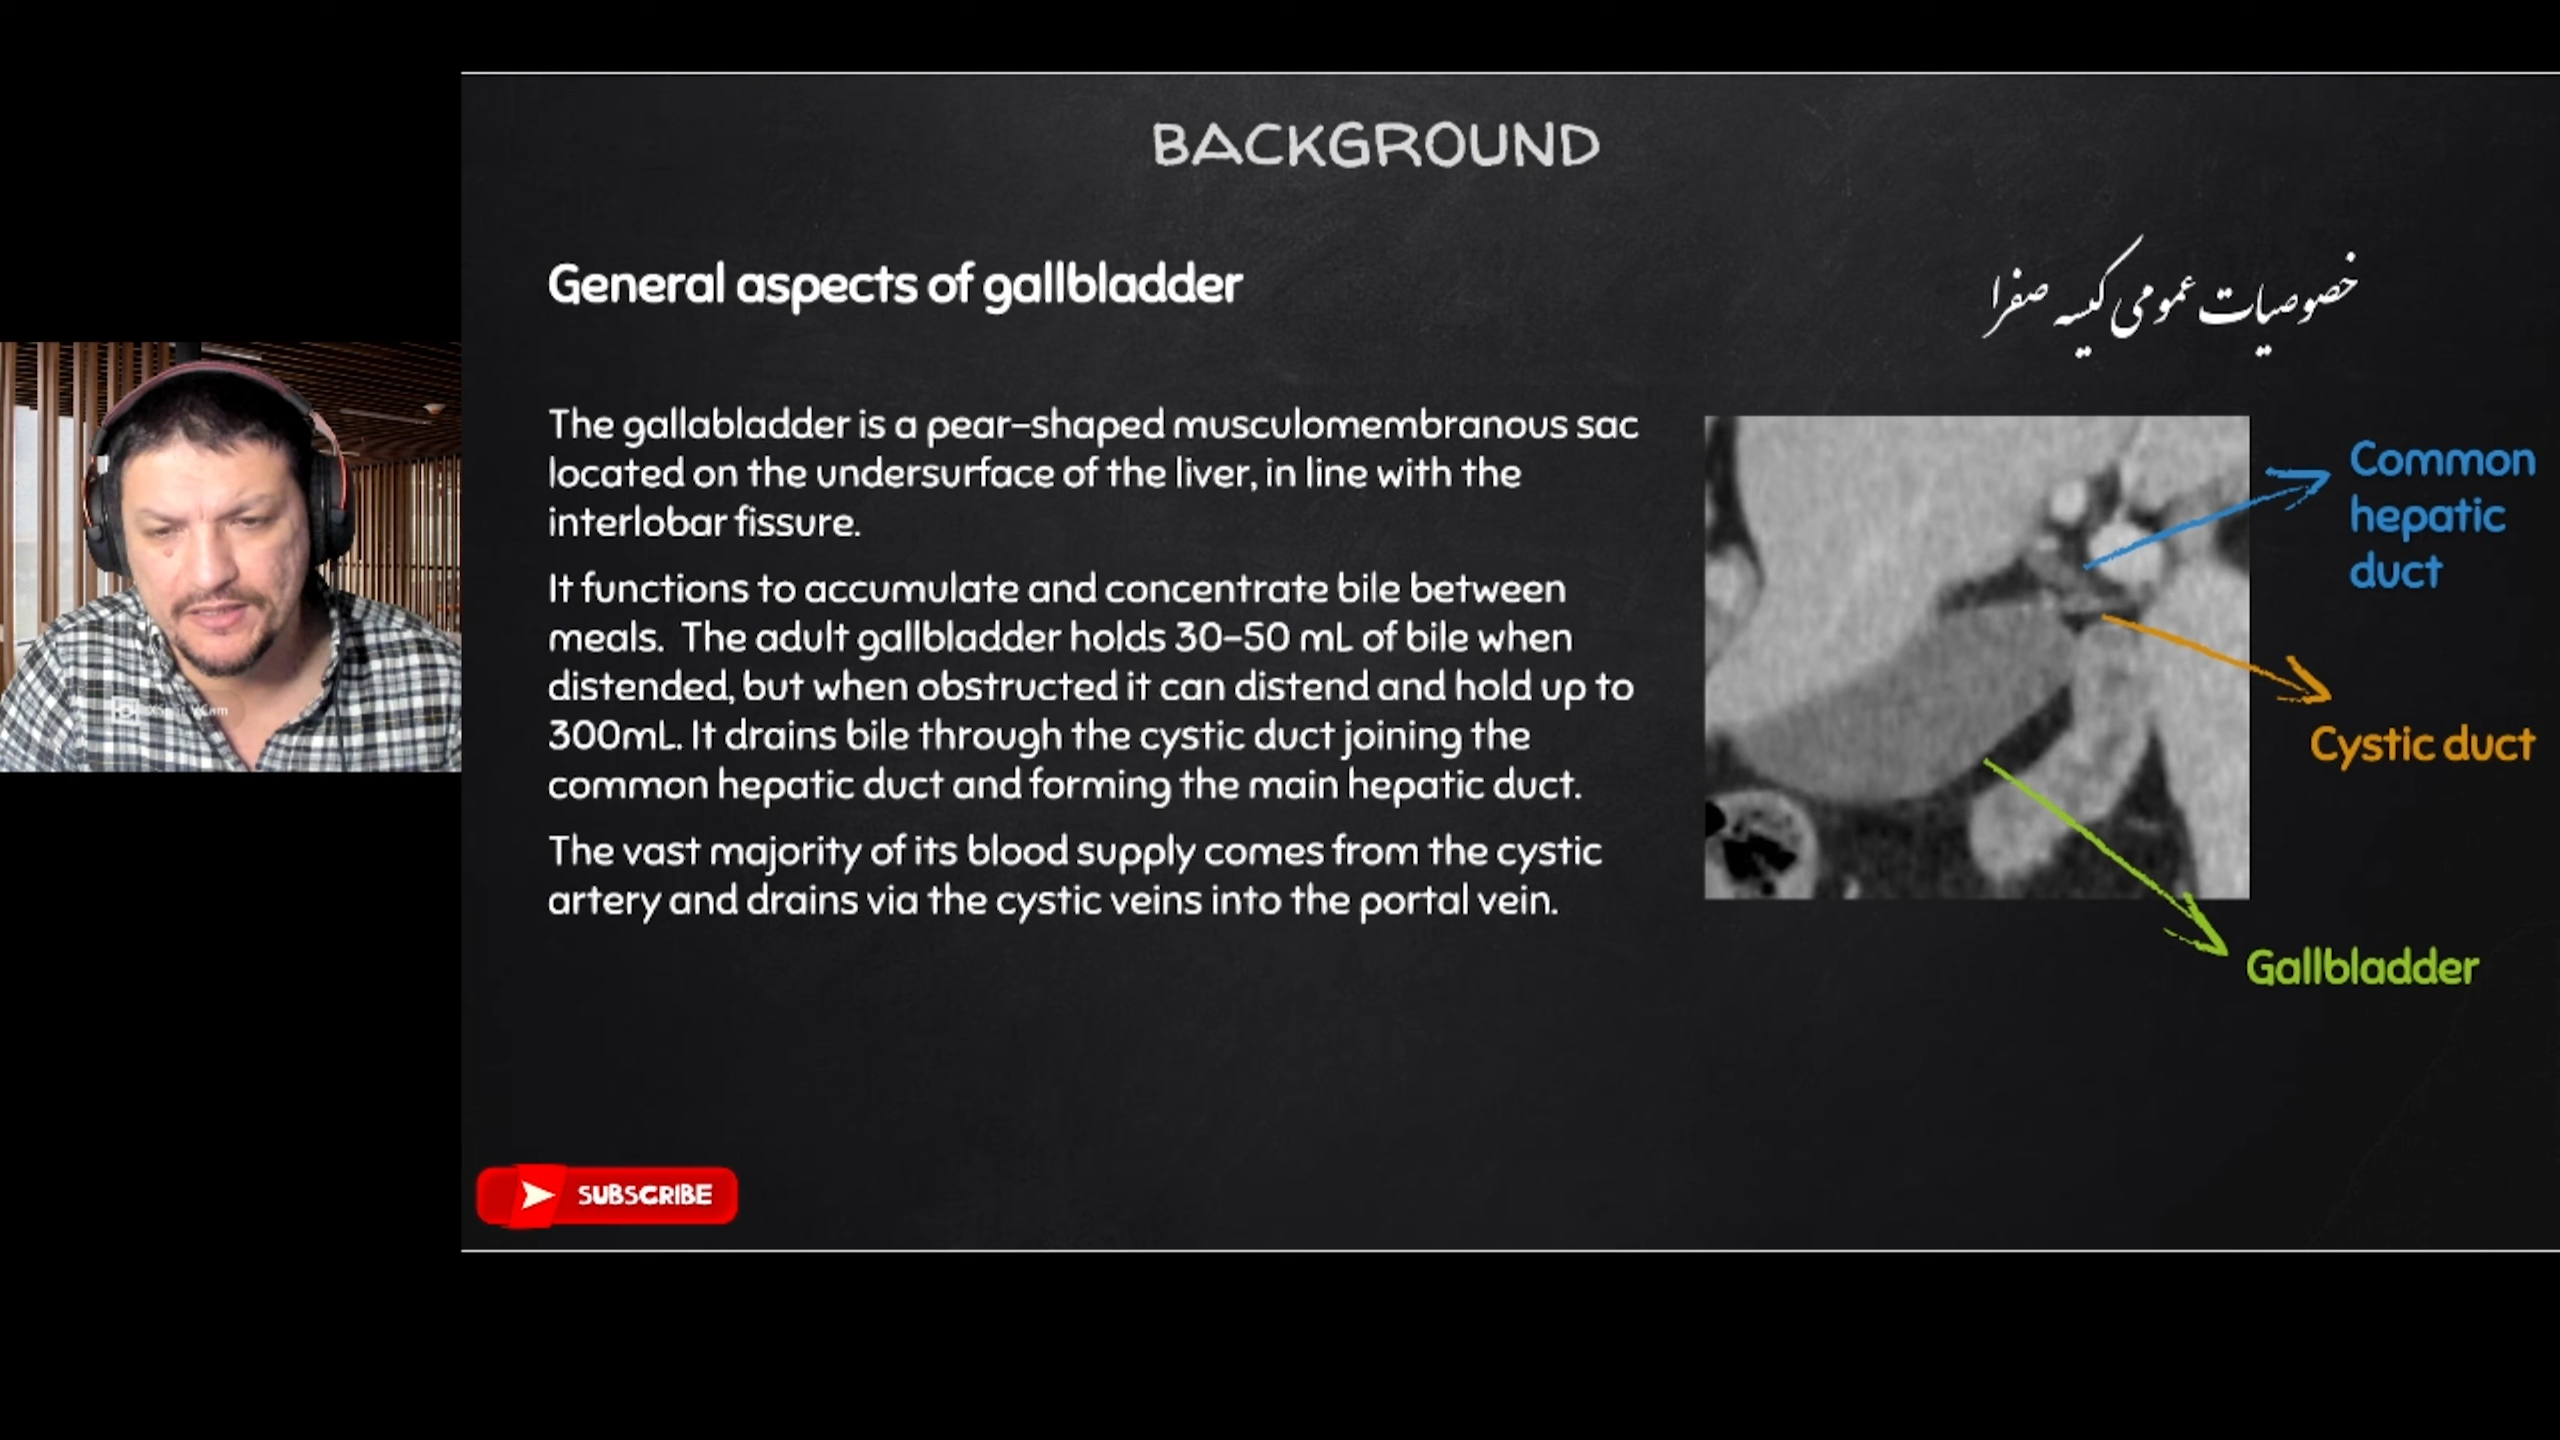 BACKGROUND
General aspects of gallbladder
خصوصیات عمومی کیسه صفرا
The gallabladder is a pear-shaped musculomembranous sac
located on the undersurface of the liver, in line with the
interlobar fissure.
It functions to accumulate and concentrate bile between
meals. The adult gallbladder holds 30-50 mL of bile when
distended, but when obstructed it can distend and hold up to
300mL. It drains bile through the cystic duct joining the
common hepatic duct and forming the main hepatic duct.
The vast majority of its blood supply comes from the cystic
artery and drains via the cystic veins into the portal vein.
Common
hepatic
duct
Cystic duct
Gallbladder
SUBSCRIBE